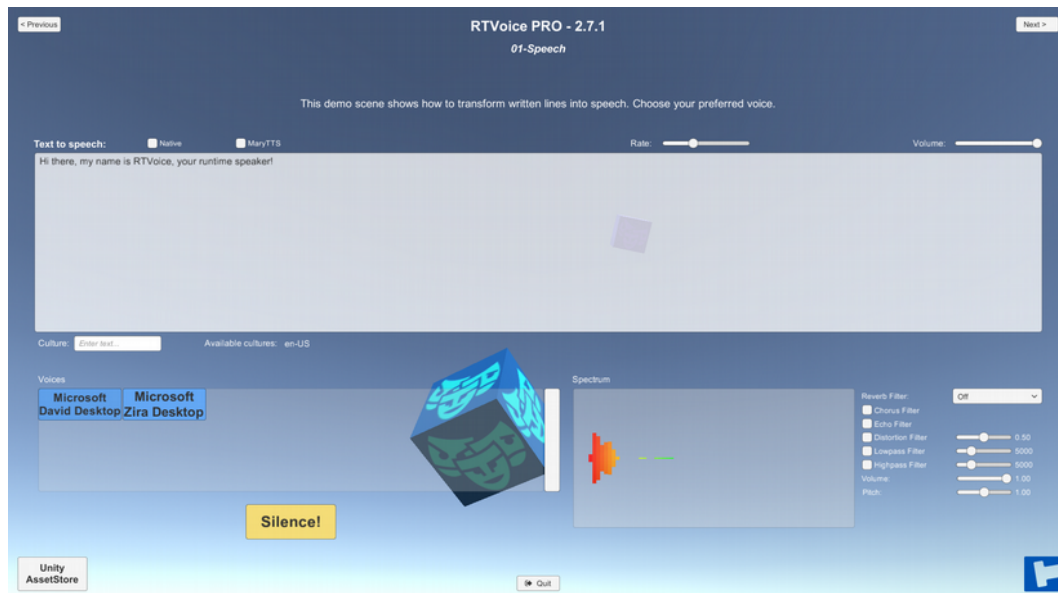 < Previous
RTVoice PRO - 2.7.1
Next >
01-Speech
This demo scene shows how to transform written lines into speech. Choose your preferred voice.
Text to speech: Native MaryTTS Rate: Volume:
Hi there, my name is RTVoice, your runtime speaker!
Culture: Enter text... Available cultures: en-US
Voices
Microsoft
David Desktop
Microsoft
Zira Desktop
Silence!
Spectrum
Reverb Filter: Off
Chorus Filter
Echo Filter
Distortion Filter 0.50
Lowpass Filter 5000
Highpass Filter 5000
Volume: 1.00
Pitch: 1.00
Unity
AssetStore
Quit